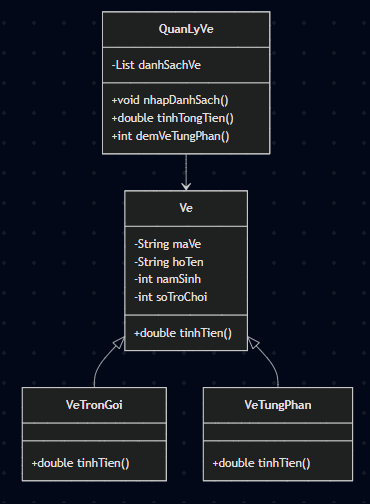 QuanLyVe
-List danhSachVe
+void nhapDanhSach()
+double tinhTongTien()
+int demVeTungPhan()
Ve
-String maVe
-String hoTen
-int namSinh
-int soTroChoi
+double tinhTien()
VeTronGoi
+double tinhTien()
VeTungPhan
+double tinhTien()